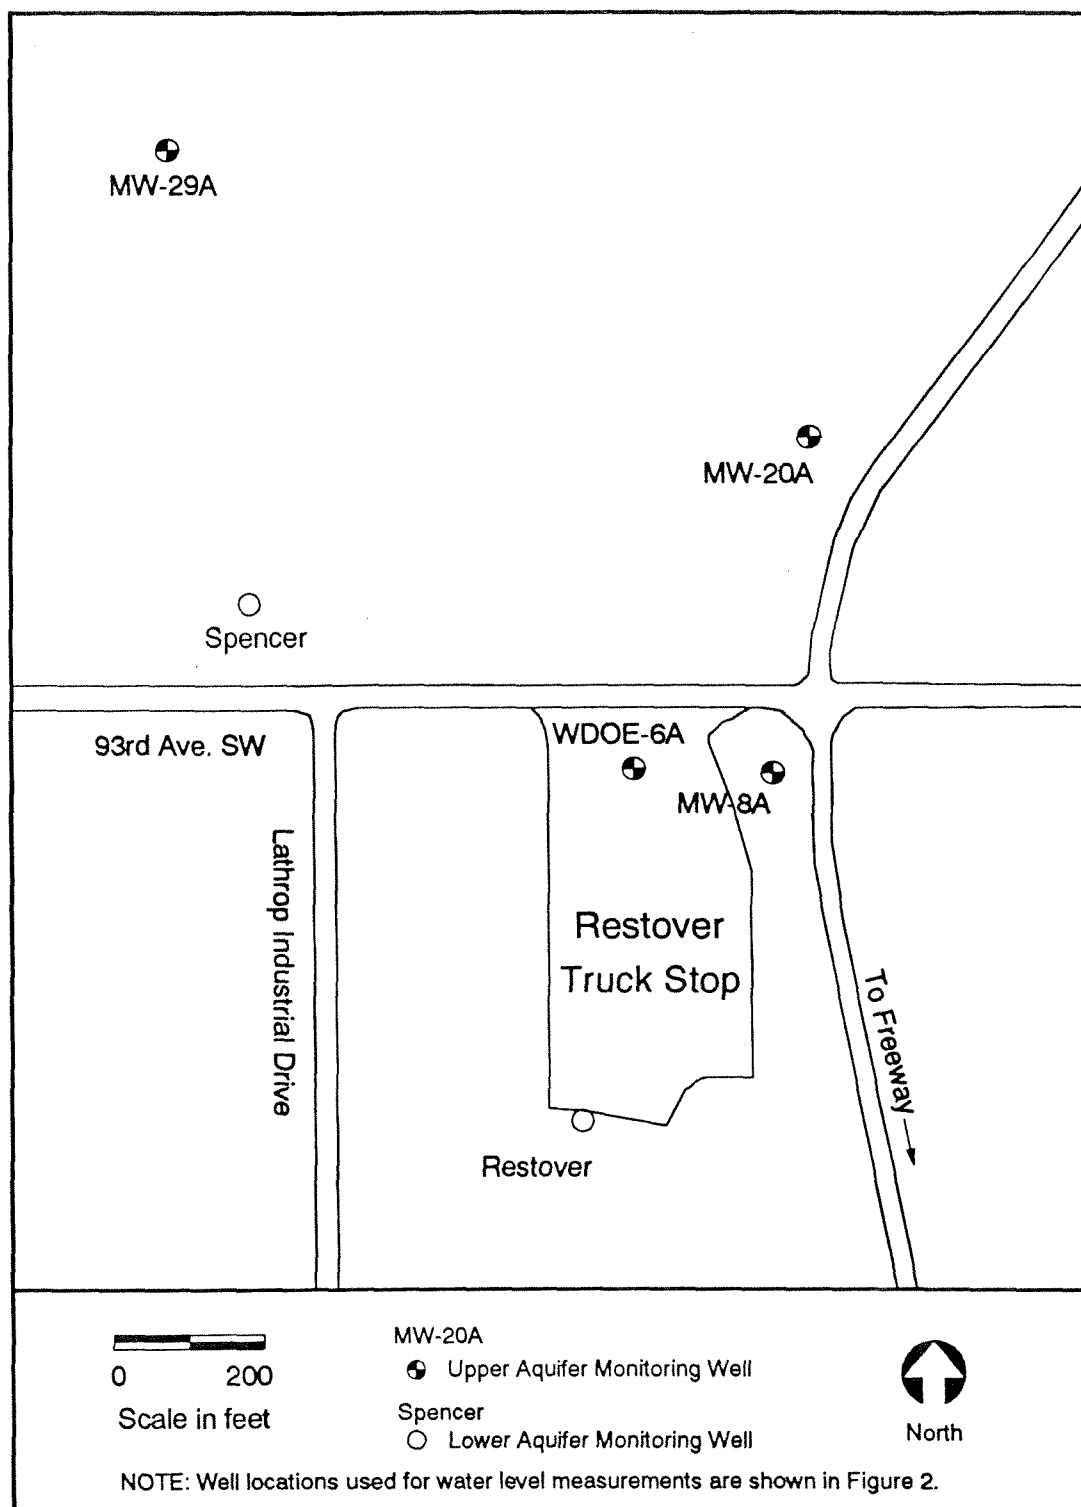 MW-29A
MW-20A
Spencer
93rd Ave. SW
WDOE-6A
MW-8A
Lathrop Industrial Drive
Restover
Truck Stop
To Freeway
Restover
0 200
Scale in feet
MW-20A
Upper Aquifer Monitoring Well
Spencer
Lower Aquifer Monitoring Well
North
NOTE: Well locations used for water level measurements are shown in Figure 2.